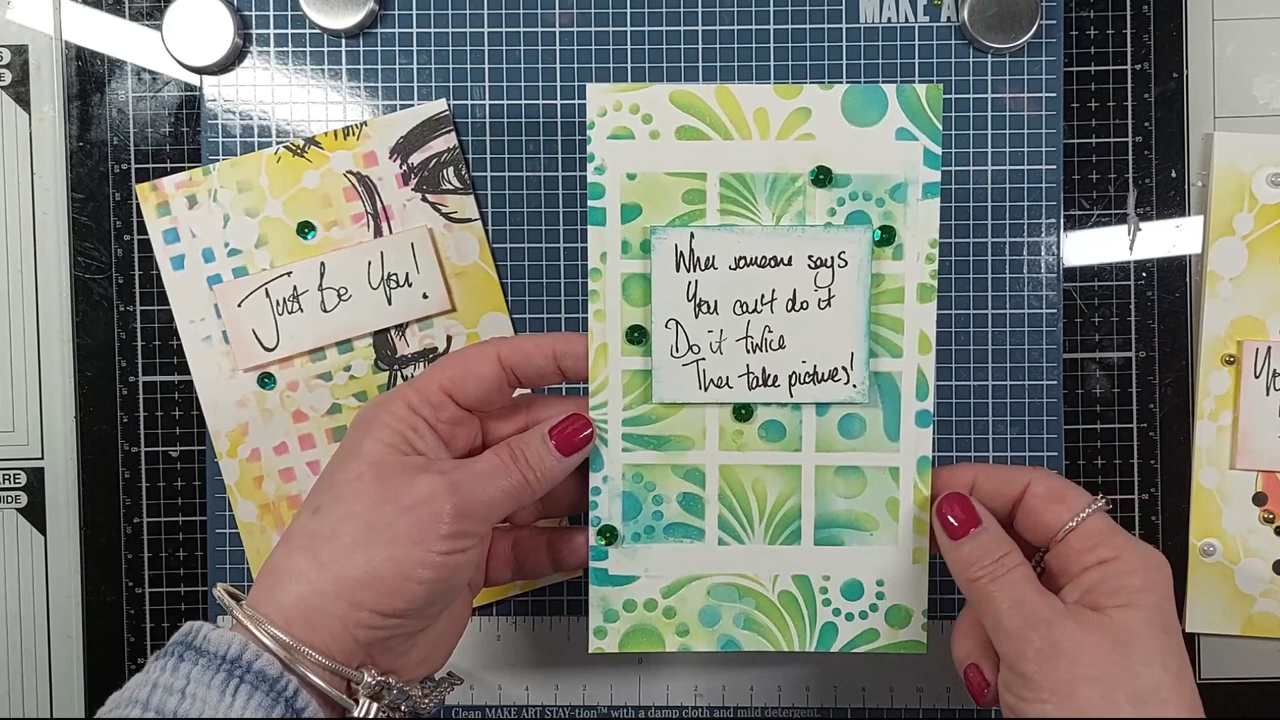 MAKE A
Just Be You!
When someone says
You can't do it
Do it twice
Then take pictures!
Clean MAKE ART STAY-tion™ with a damp cloth and mild detergent.